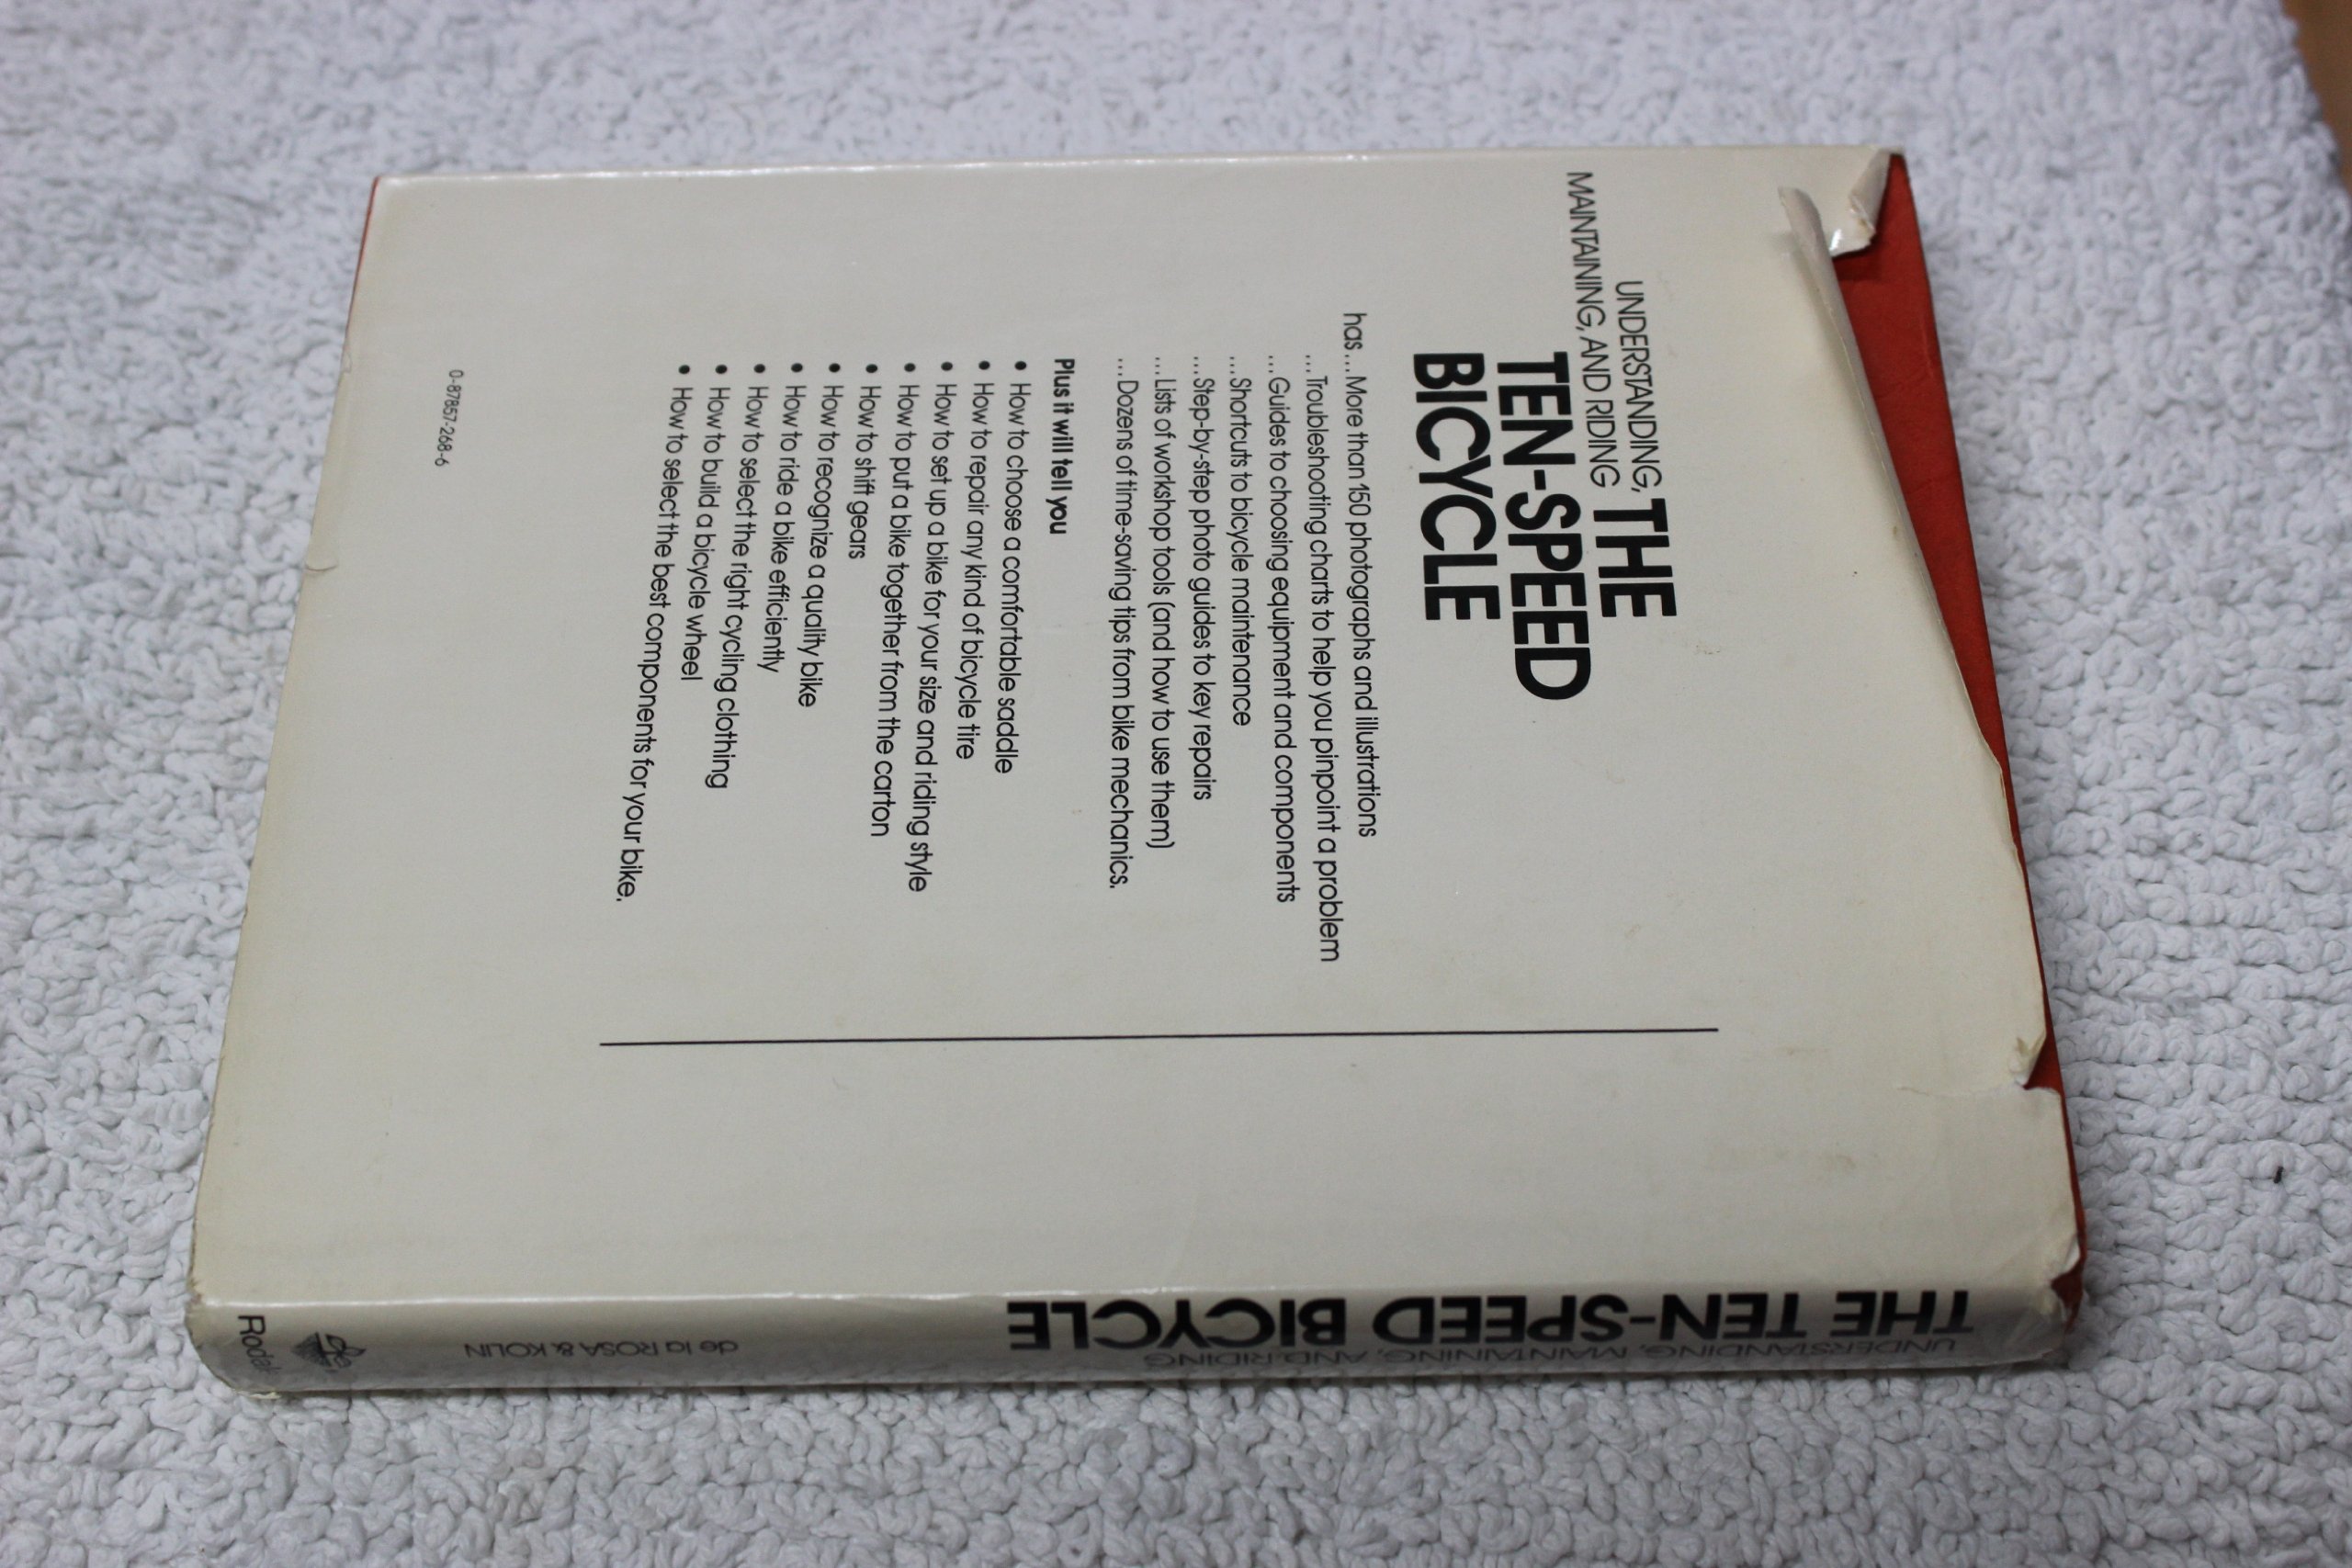 UNDERSTANDING,
MAINTAINING, AND RIDING
THE
TEN-SPEED
BICYCLE
has... More than 150 photographs and illustrations
...Troubleshooting charts to help you pinpoint a problem
...Guides to choosing equipment and components
...Shortcuts to bicycle maintenance
...Step-by-step photo guides to key repairs
...Lists of workshop tools (and how to use them)
...Dozens of time-saving tips from bike mechanics.
Plus it will tell you
• How to choose a comfortable saddle
• How to repair any kind of bicycle tire
• How to set up a bike for your size and riding style
• How to put a bike together from the carton
• How to shift gears
• How to recognize a quality bike
• How to ride a bike efficiently
• How to select the right cycling clothing
• How to build a bicycle wheel
• How to select the best components for your bike.
0-87857-268-6
UNDERSTANDING, MAINTAINING, AND RIDING
THE TEN-SPEED BICYCLE
de la ROSA & KOLIN
Rodale